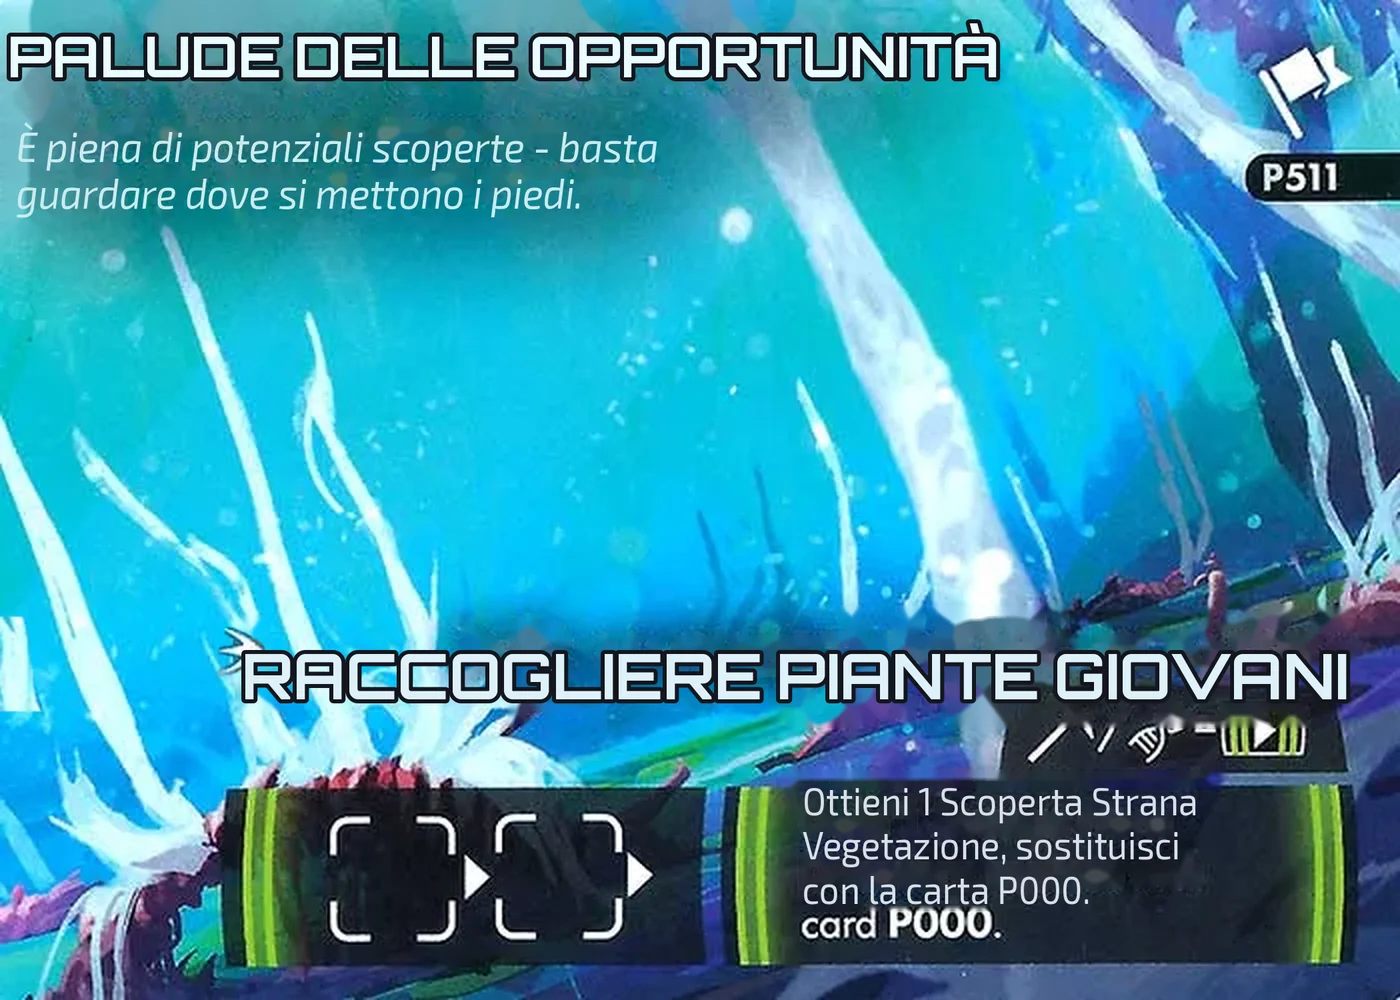 PALUDE DELLE OPPORTUNITÀ
È piena di potenziali scoperte - basta
guardare dove si mettono i piedi.
P511
RACCOGLIERE PIANTE GIOVANI
Ottieni 1 Scoperta Strana
Vegetazione, sostituisci
con la carta P000.
card P000.